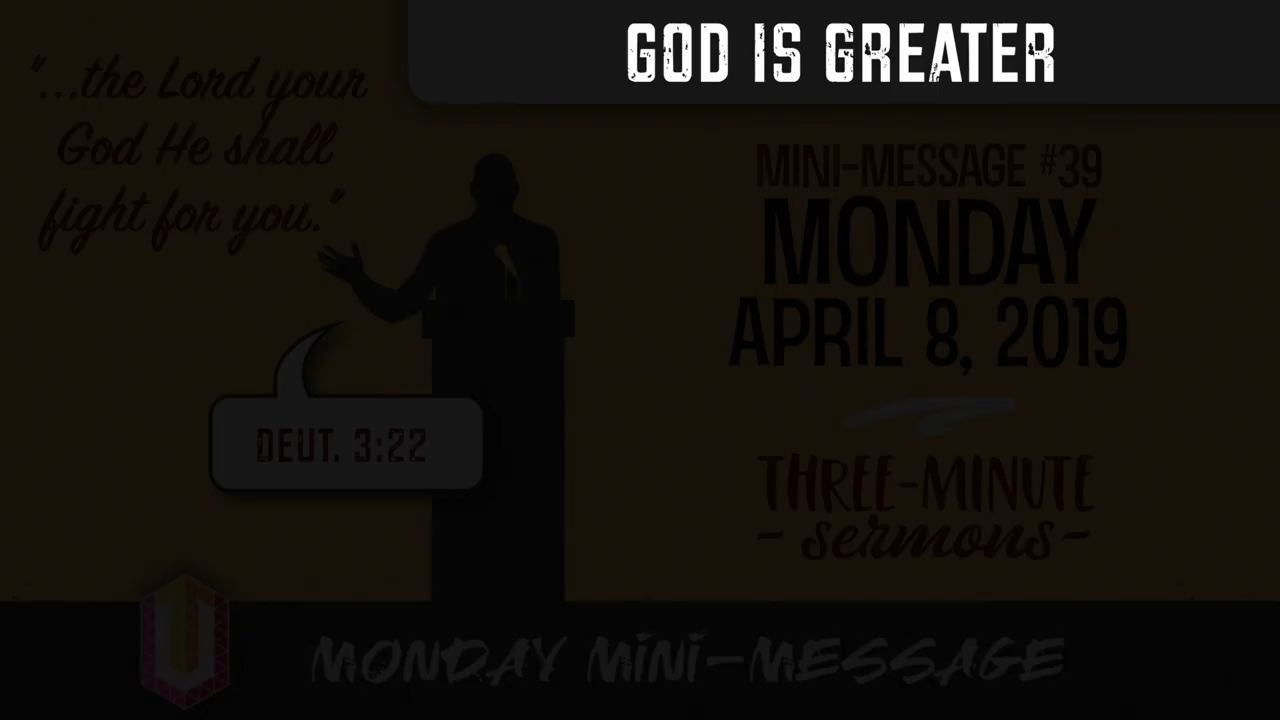 GOD IS GREATER
"...the Lord your
God He shall
fight for you."
MINI-MESSAGE #39
MONDAY
APRIL 8, 2019
DEUT. 3:22
THREE-MINUTE
- sermons -
MONDAY MINI-MESSAGE